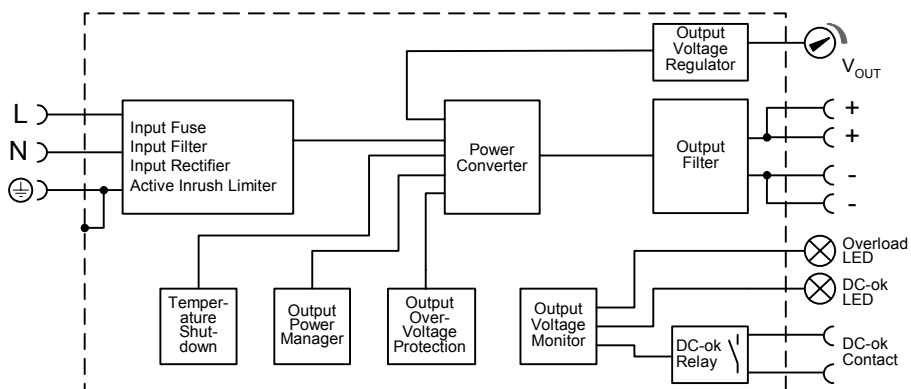 Output
Voltage
Regulator
VOUT
L
N
Input Fuse
Input Filter
Input Rectifier
Active Inrush Limiter
Power
Converter
Output
Filter
+
+
-
-
Temper-
ature
Shut-
down
Output
Power
Manager
Output
Over-
Voltage
Protection
Output
Voltage
Monitor
Overload
LED
DC-ok
LED
DC-ok
Relay
DC-ok
Contact